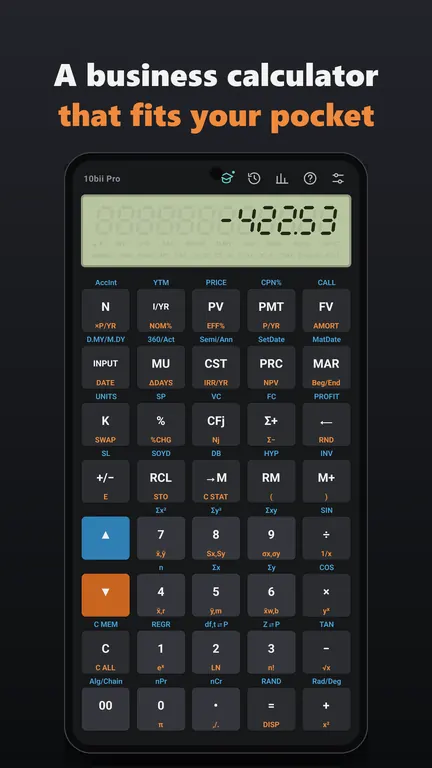 A business calculator
that fits your pocket
10bii Pro
-422.53
AccInt YTM PRICE CPN% CALL
N I/YR PV PMT FV
×P/YR NOM% EFF% P/YR AMORT
D.MY/M.DY 360/Act Semi/Ann SetDate MatDate
INPUT MU CST PRC MAR
DATE ΔDAYS IRR/YR NPV Beg/End
UNITS SP VC FC PROFIT
K % CFj Σ+ ←
SWAP %CHG Nj Σ− RND
SL SOYD DB HYP INV
+/− RCL →M RM M+
E STO C STAT ( )
Σx² Σy² Σxy SIN
▲ 7 8 9 ÷
x̄,ȳ Sx,Sy σx,σy 1/x
n Σx Σy COS
▼ 4 5 6 ×
x̂,r ŷ,m x̄w,b yˣ
C MEM REGR df,t⇄P Z⇄P TAN
C 1 2 3 −
C ALL eˣ LN n! √x
Alg/Chain nPr nCr RAND Rad/Deg
00 0 • = +
π ,/. DISP x²